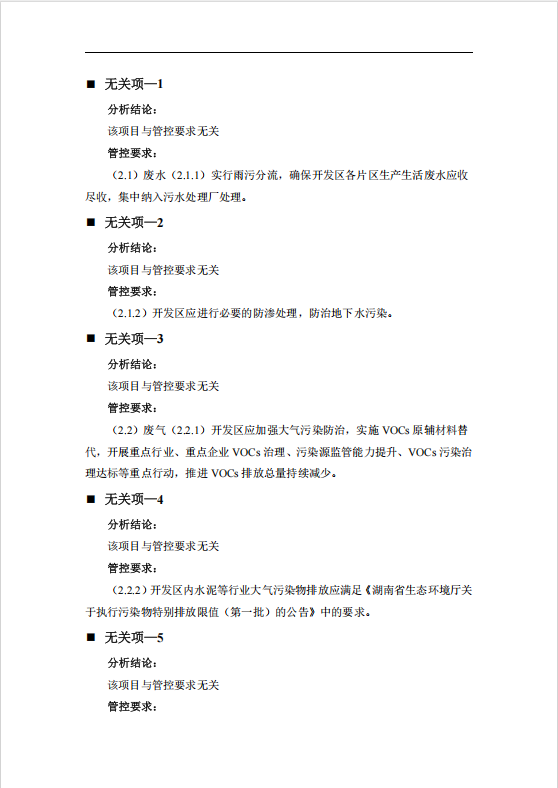 ■ 无关项—1
分析结论：
该项目与管控要求无关
管控要求：
（2.1）废水（2.1.1）实行雨污分流，确保开发区各片区生产生活废水应收
尽收，集中纳入污水处理厂处理。
■ 无关项—2
分析结论：
该项目与管控要求无关
管控要求：
（2.1.2）开发区应进行必要的防渗处理，防治地下水污染。
■ 无关项—3
分析结论：
该项目与管控要求无关
管控要求：
（2.2）废气（2.2.1）开发区应加强大气污染防治，实施 VOCs 原辅材料替
代，开展重点行业、重点企业 VOCs 治理、污染源监管能力提升、VOCs 污染治
理达标等重点行动，推进 VOCs 排放总量持续减少。
■ 无关项—4
分析结论：
该项目与管控要求无关
管控要求：
（2.2.2）开发区内水泥等行业大气污染物排放应满足《湖南省生态环境厅关
于执行污染物特别排放限值（第一批）的公告》中的要求。
■ 无关项—5
分析结论：
该项目与管控要求无关
管控要求：